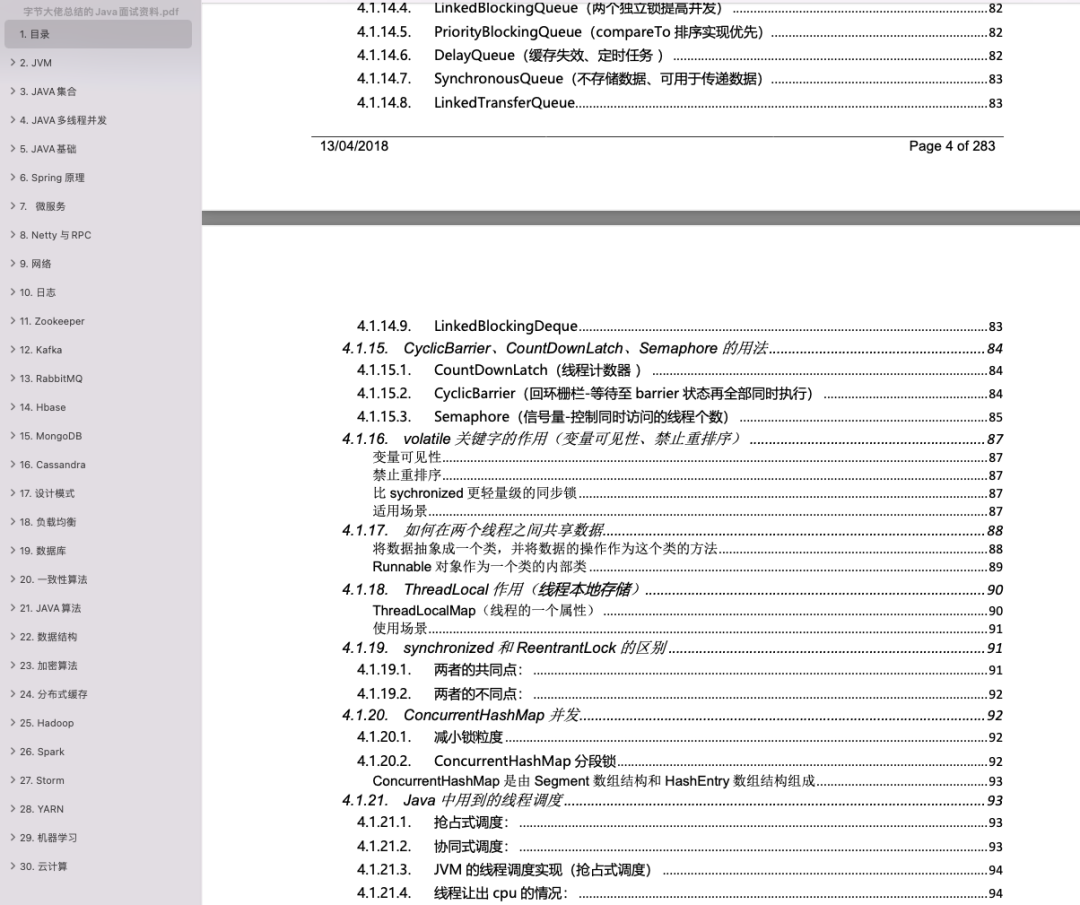 字节大佬总结的Java面试资料.pdf
1. 目录
2. JVM
3. JAVA集合
4. JAVA多线程并发
5. JAVA基础
6. Spring 原理
7. 微服务
8. Netty 与RPC
9. 网络
10. 日志
11. Zookeeper
12. Kafka
13. RabbitMQ
14. Hbase
15. MongoDB
16. Cassandra
17. 设计模式
18. 负载均衡
19. 数据库
20. 一致性算法
21. JAVA算法
22. 数据结构
23. 加密算法
24. 分布式缓存
25. Hadoop
26. Spark
27. Storm
28. YARN
29. 机器学习
30. 云计算
4.1.14.4. LinkedBlockingQueue（两个独立锁提高并发）82
4.1.14.5. PriorityBlockingQueue（compareTo 排序实现优先）82
4.1.14.6. DelayQueue（缓存失效、定时任务 ）82
4.1.14.7. SynchronousQueue（不存储数据、可用于传递数据）83
4.1.14.8. LinkedTransferQueue 83
13/04/2018 Page 4 of 283
4.1.14.9. LinkedBlockingDeque 83
4.1.15. CyclicBarrier、CountDownLatch、Semaphore 的用法 84
4.1.15.1. CountDownLatch（线程计数器 ）84
4.1.15.2. CyclicBarrier（回环栅栏-等待至 barrier 状态再全部同时执行）84
4.1.15.3. Semaphore（信号量-控制同时访问的线程个数）85
4.1.16. volatile 关键字的作用（变量可见性、禁止重排序）87
变量可见性 87
禁止重排序 87
比 sychronized 更轻量级的同步锁 87
适用场景 87
4.1.17. 如何在两个线程之间共享数据 88
将数据抽象成一个类，并将数据的操作作为这个类的方法 88
Runnable 对象作为一个类的内部类 89
4.1.18. ThreadLocal 作用（线程本地存储）90
ThreadLocalMap（线程的一个属性）90
使用场景 91
4.1.19. synchronized 和 ReentrantLock 的区别 91
4.1.19.1. 两者的共同点： 91
4.1.19.2. 两者的不同点： 92
4.1.20. ConcurrentHashMap 并发 92
4.1.20.1. 减小锁粒度 92
4.1.20.2. ConcurrentHashMap 分段锁 92
ConcurrentHashMap 是由 Segment 数组结构和 HashEntry 数组结构组成 93
4.1.21. Java 中用到的线程调度 93
4.1.21.1. 抢占式调度： 93
4.1.21.2. 协同式调度： 93
4.1.21.3. JVM 的线程调度实现（抢占式调度）94
4.1.21.4. 线程让出 cpu 的情况： 94